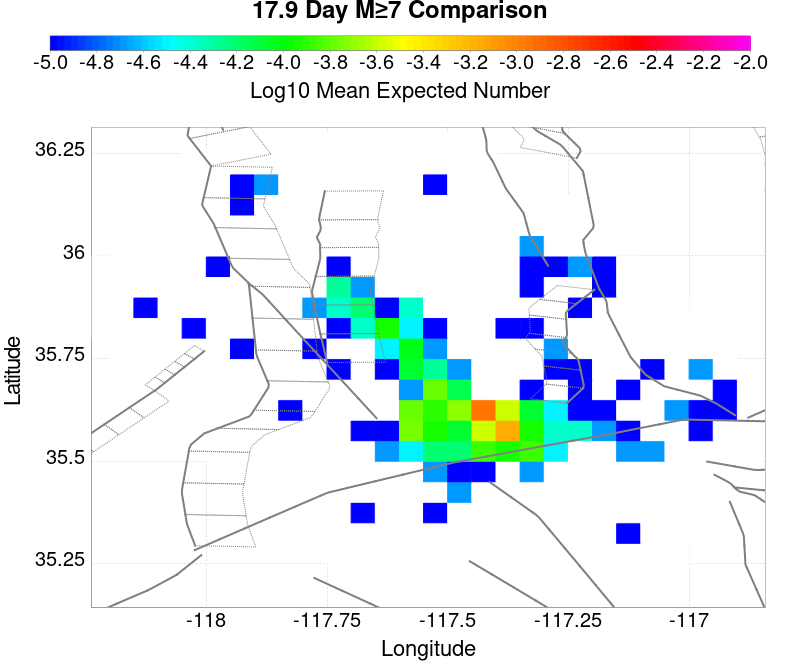 17.9 Day M≥7 Comparison
-5.0 -4.8 -4.6 -4.4 -4.2 -4.0 -3.8 -3.6 -3.4 -3.2 -3.0 -2.8 -2.6 -2.4 -2.2 -2.0
Log10 Mean Expected Number
36.25
36
35.75
35.5
35.25
Latitude
-118 -117.75 -117.5 -117.25 -117
Longitude